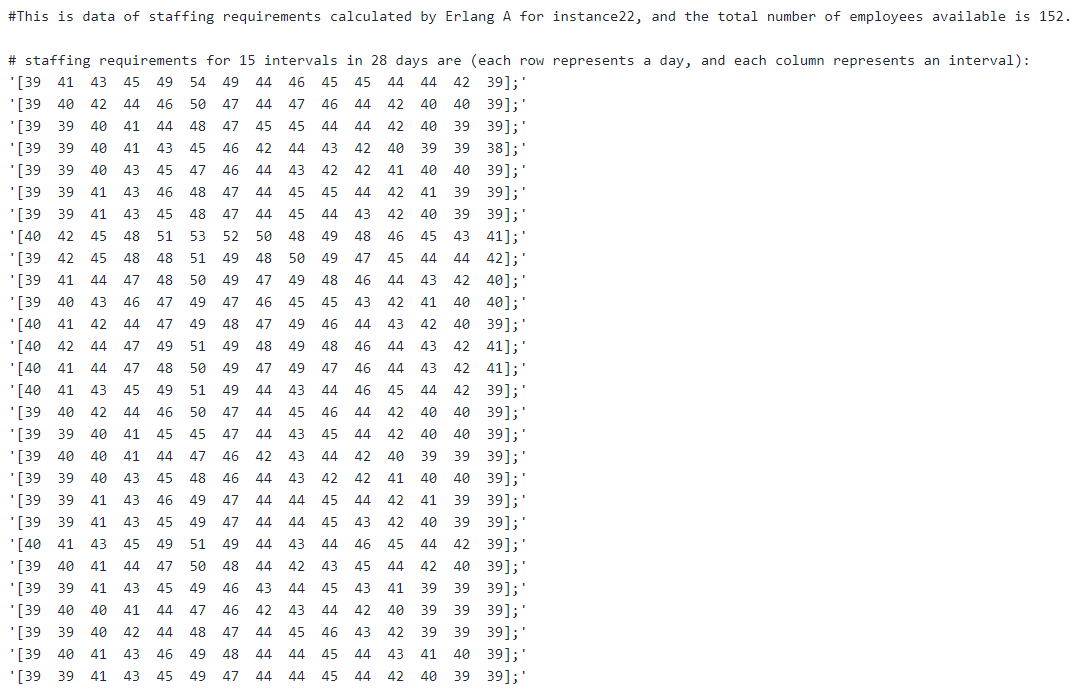 #This is data of staffing requirements calculated by Erlang A for instance22, and the total number of employees available is 152.
# staffing requirements for 15 intervals in 28 days are (each row represents a day, and each column represents an interval):
'[39 41 43 45 49 54 49 44 46 45 45 44 44 42 39];'
'[39 40 42 44 46 50 47 44 47 46 44 42 40 40 39];'
'[39 39 40 41 44 48 47 45 45 44 44 42 40 39 39];'
'[39 39 40 41 43 45 46 42 44 43 42 40 39 39 38];'
'[39 39 40 43 45 47 46 44 43 42 42 41 40 40 39];'
'[39 39 41 43 46 48 47 44 45 45 44 42 41 39 39];'
'[39 39 41 43 45 48 47 44 45 44 43 42 40 39 39];'
'[40 42 45 48 51 53 52 50 48 49 48 46 45 43 41];'
'[39 42 45 48 48 51 49 48 50 49 47 45 44 44 42];'
'[39 41 44 47 48 50 49 47 49 48 46 44 43 42 40];'
'[39 40 43 46 47 49 47 46 45 45 43 42 41 40 40];'
'[40 41 42 44 47 49 48 47 49 46 44 43 42 40 39];'
'[40 42 44 47 49 51 49 48 49 48 46 44 43 42 41];'
'[40 41 44 47 48 50 49 47 49 47 46 44 43 42 41];'
'[40 41 43 45 49 51 49 44 43 44 46 45 44 42 39];'
'[39 40 42 44 46 50 47 44 45 46 44 42 40 40 39];'
'[39 39 40 41 45 45 47 44 43 45 44 42 40 40 39];'
'[39 40 40 41 44 47 46 42 43 44 42 40 39 39 39];'
'[39 39 40 43 45 48 46 44 43 42 42 41 40 40 39];'
'[39 39 41 43 46 49 47 44 44 45 44 42 41 39 39];'
'[39 39 41 43 45 49 47 44 44 45 43 42 40 39 39];'
'[40 41 43 45 49 51 49 44 43 44 46 45 44 42 39];'
'[39 40 41 44 47 50 48 44 42 43 45 44 42 40 39];'
'[39 39 41 43 45 49 46 43 44 45 43 41 39 39 39];'
'[39 40 40 41 44 47 46 42 43 44 42 40 39 39 39];'
'[39 39 40 42 44 48 47 44 45 46 43 42 39 39 39];'
'[39 40 41 43 46 49 48 44 44 45 44 43 41 40 39];'
'[39 39 41 43 45 49 47 44 44 45 44 42 40 39 39];'